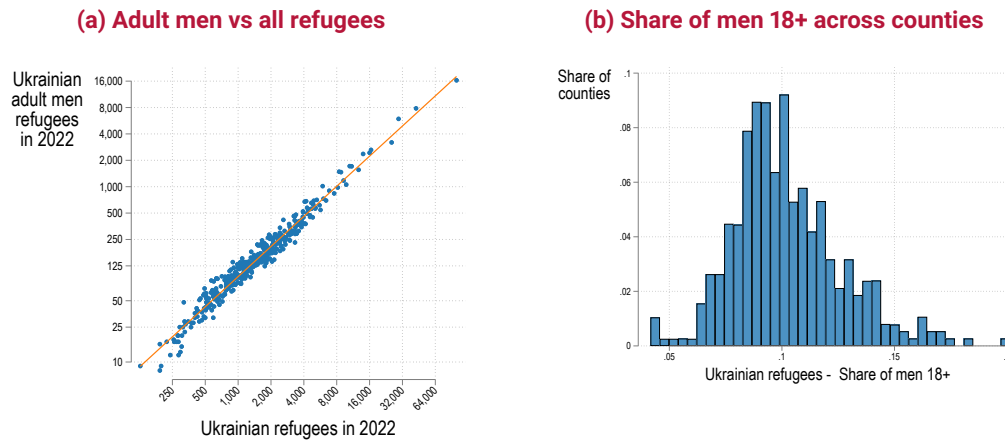 (a) Adult men vs all refugees
Ukrainian
adult men
refugees
in 2022
16,000
8,000
4,000
2,000
1,000
500
250
125
50
25
10
250
500
1,000
2,000
4,000
8,000
16,000
32,000
64,000
Ukrainian refugees in 2022
(b) Share of men 18+ across counties
Share of
counties
.1
.08
.06
.04
.02
0
.05
.1
.15
Ukrainian refugees - Share of men 18+